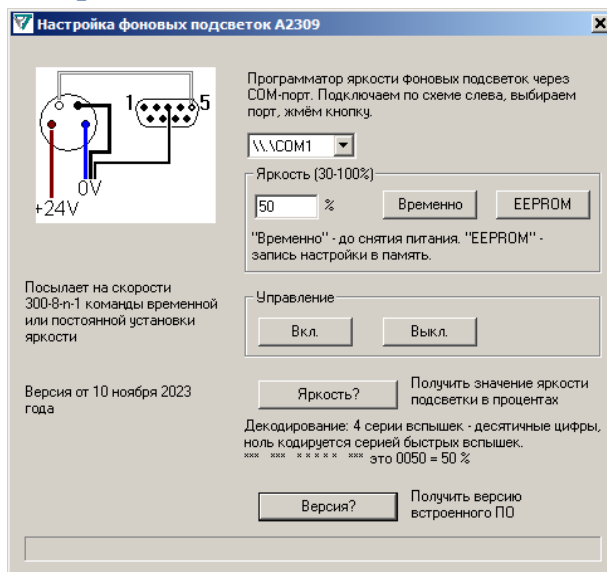 Настройка фоновых подсветок A2309
1
5
0V
+24V
Программатор яркости фоновых подсветок через
COM-порт. Подключаем по схеме слева, выбираем
порт, жмём кнопку.
\\.\COM1
Яркость (30-100%)
50 % Временно EEPROM
"Временно" - до снятия питания. "EEPROM" -
запись настройки в память.
Посылает на скорости
300-8-n-1 команды временной
или постоянной установки
яркости
Управление
Вкл. Выкл.
Версия от 10 ноября 2023
года
Яркость?
Получить значение яркости
подсветки в процентах
Декодирование: 4 серии вспышек - десятичные цифры,
ноль кодируется серией быстрых вспышек.
*** *** * * * * * *** это 0050 = 50 %
Версия?
Получить версию
встроенного ПО